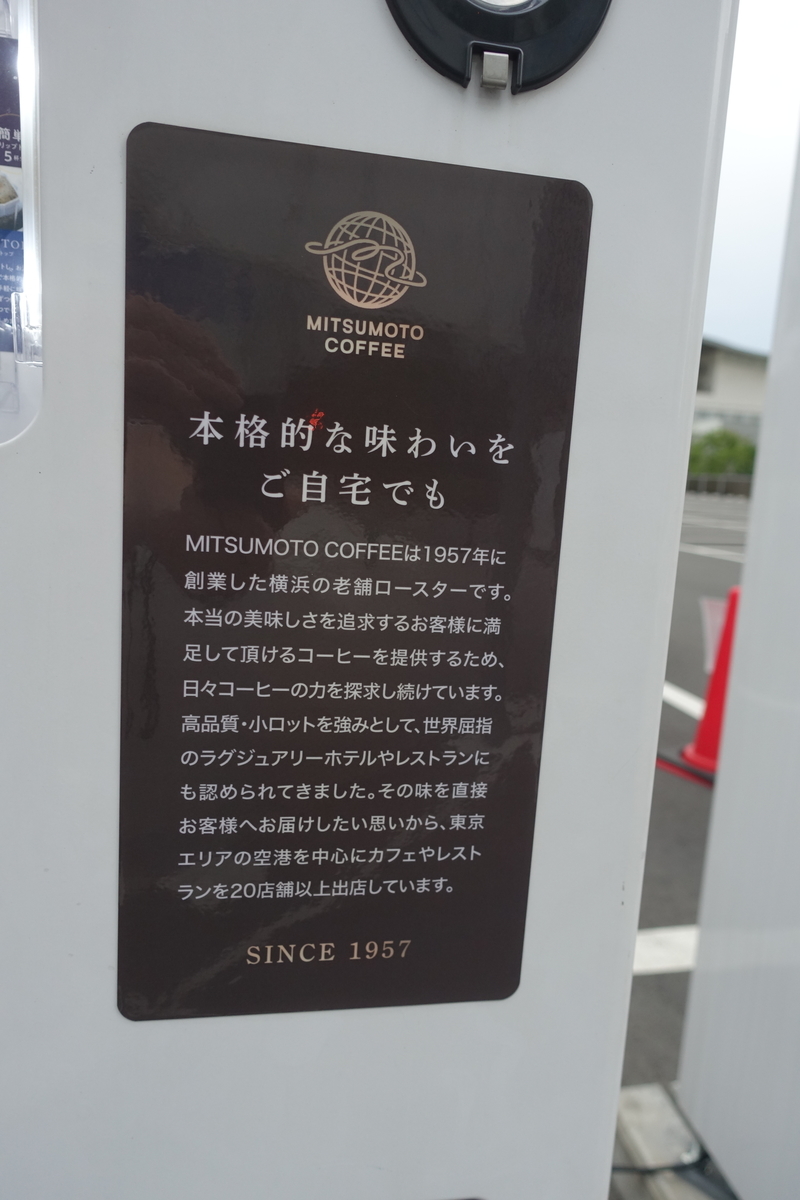 MITSUMOTO
COFFEE
本格的な味わいを
ご自宅でも
MITSUMOTO COFFEEは1957年に
創業した横浜の老舗ロースターです。
本当の美味しさを追求するお客様に満
足して頂けるコーヒーを提供するため、
日々コーヒーの力を探求し続けています。
高品質・小ロットを強みとして、世界屈指
のラグジュアリーホテルやレストランに
も認められてきました。その味を直接
お客様へお届けしたい思いから、東京
エリアの空港を中心にカフェやレスト
ランを20店舗以上出店しています。
SINCE 1957
簡単